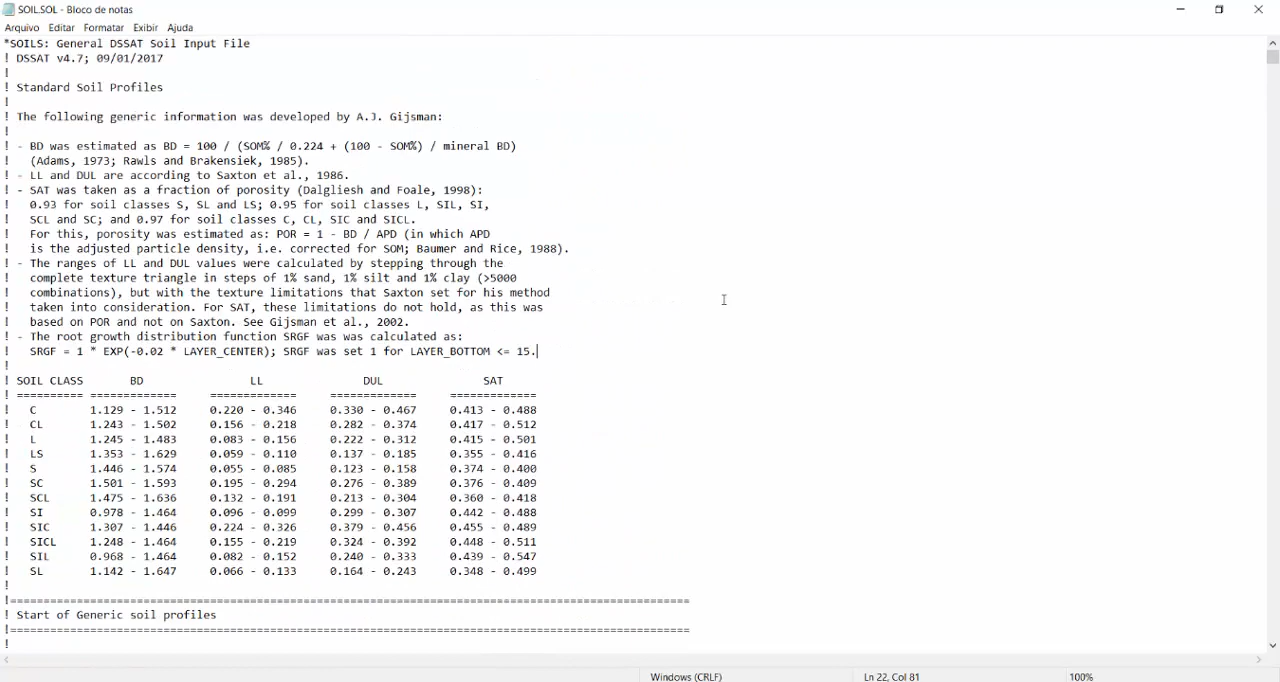 SOIL.SOL - Bloco de notas
Arquivo Editar Formatar Exibir Ajuda
*SOILS: General DSSAT Soil Input File
! DSSAT v4.7; 09/01/2017
!
! Standard Soil Profiles
!
! The following generic information was developed by A.J. Gijsman:
!
! - BD was estimated as BD = 100 / (SOM% / 0.224 + (100 - SOM%) / mineral BD)
!   (Adams, 1973; Rawls and Brakensiek, 1985).
! - LL and DUL are according to Saxton et al., 1986.
! - SAT was taken as a fraction of porosity (Dalgliesh and Foale, 1998):
!   0.93 for soil classes S, SL and LS; 0.95 for soil classes L, SIL, SI,
!   SCL and SC; and 0.97 for soil classes C, CL, SIC and SICL.
!   For this, porosity was estimated as: POR = 1 - BD / APD (in which APD
!   is the adjusted particle density, i.e. corrected for SOM; Baumer and Rice, 1988).
! - The ranges of LL and DUL values were calculated by stepping through the
!   complete texture triangle in steps of 1% sand, 1% silt and 1% clay (>5000
!   combinations), but with the texture limitations that Saxton set for his method
!   taken into consideration. For SAT, these limitations do not hold, as this was
!   based on POR and not on Saxton. See Gijsman et al., 2002.
! - The root growth distribution function SRGF was was calculated as:
!   SRGF = 1 * EXP(-0.02 * LAYER_CENTER); SRGF was set 1 for LAYER_BOTTOM <= 15.
!
! SOIL CLASS       BD                LL               DUL               SAT
! ========== =============     =============     =============     =============
!   C        1.129 - 1.512     0.220 - 0.346     0.330 - 0.467     0.413 - 0.488
!   CL       1.243 - 1.502     0.156 - 0.218     0.282 - 0.374     0.417 - 0.512
!   L        1.245 - 1.483     0.083 - 0.156     0.222 - 0.312     0.415 - 0.501
!   LS       1.353 - 1.629     0.059 - 0.110     0.137 - 0.185     0.355 - 0.416
!   S        1.446 - 1.574     0.055 - 0.085     0.123 - 0.158     0.374 - 0.400
!   SC       1.501 - 1.593     0.195 - 0.294     0.276 - 0.389     0.376 - 0.409
!   SCL      1.475 - 1.636     0.132 - 0.191     0.213 - 0.304     0.360 - 0.418
!   SI       0.978 - 1.464     0.096 - 0.099     0.299 - 0.307     0.442 - 0.488
!   SIC      1.307 - 1.446     0.224 - 0.326     0.379 - 0.456     0.455 - 0.489
!   SICL     1.248 - 1.464     0.155 - 0.219     0.324 - 0.392     0.448 - 0.511
!   SIL      0.968 - 1.464     0.082 - 0.152     0.240 - 0.333     0.439 - 0.547
!   SL       1.142 - 1.647     0.066 - 0.133     0.164 - 0.243     0.348 - 0.499
!
!======================================================================================================
! Start of Generic soil profiles
!======================================================================================================
!
Windows (CRLF) Ln 22, Col 81 100%